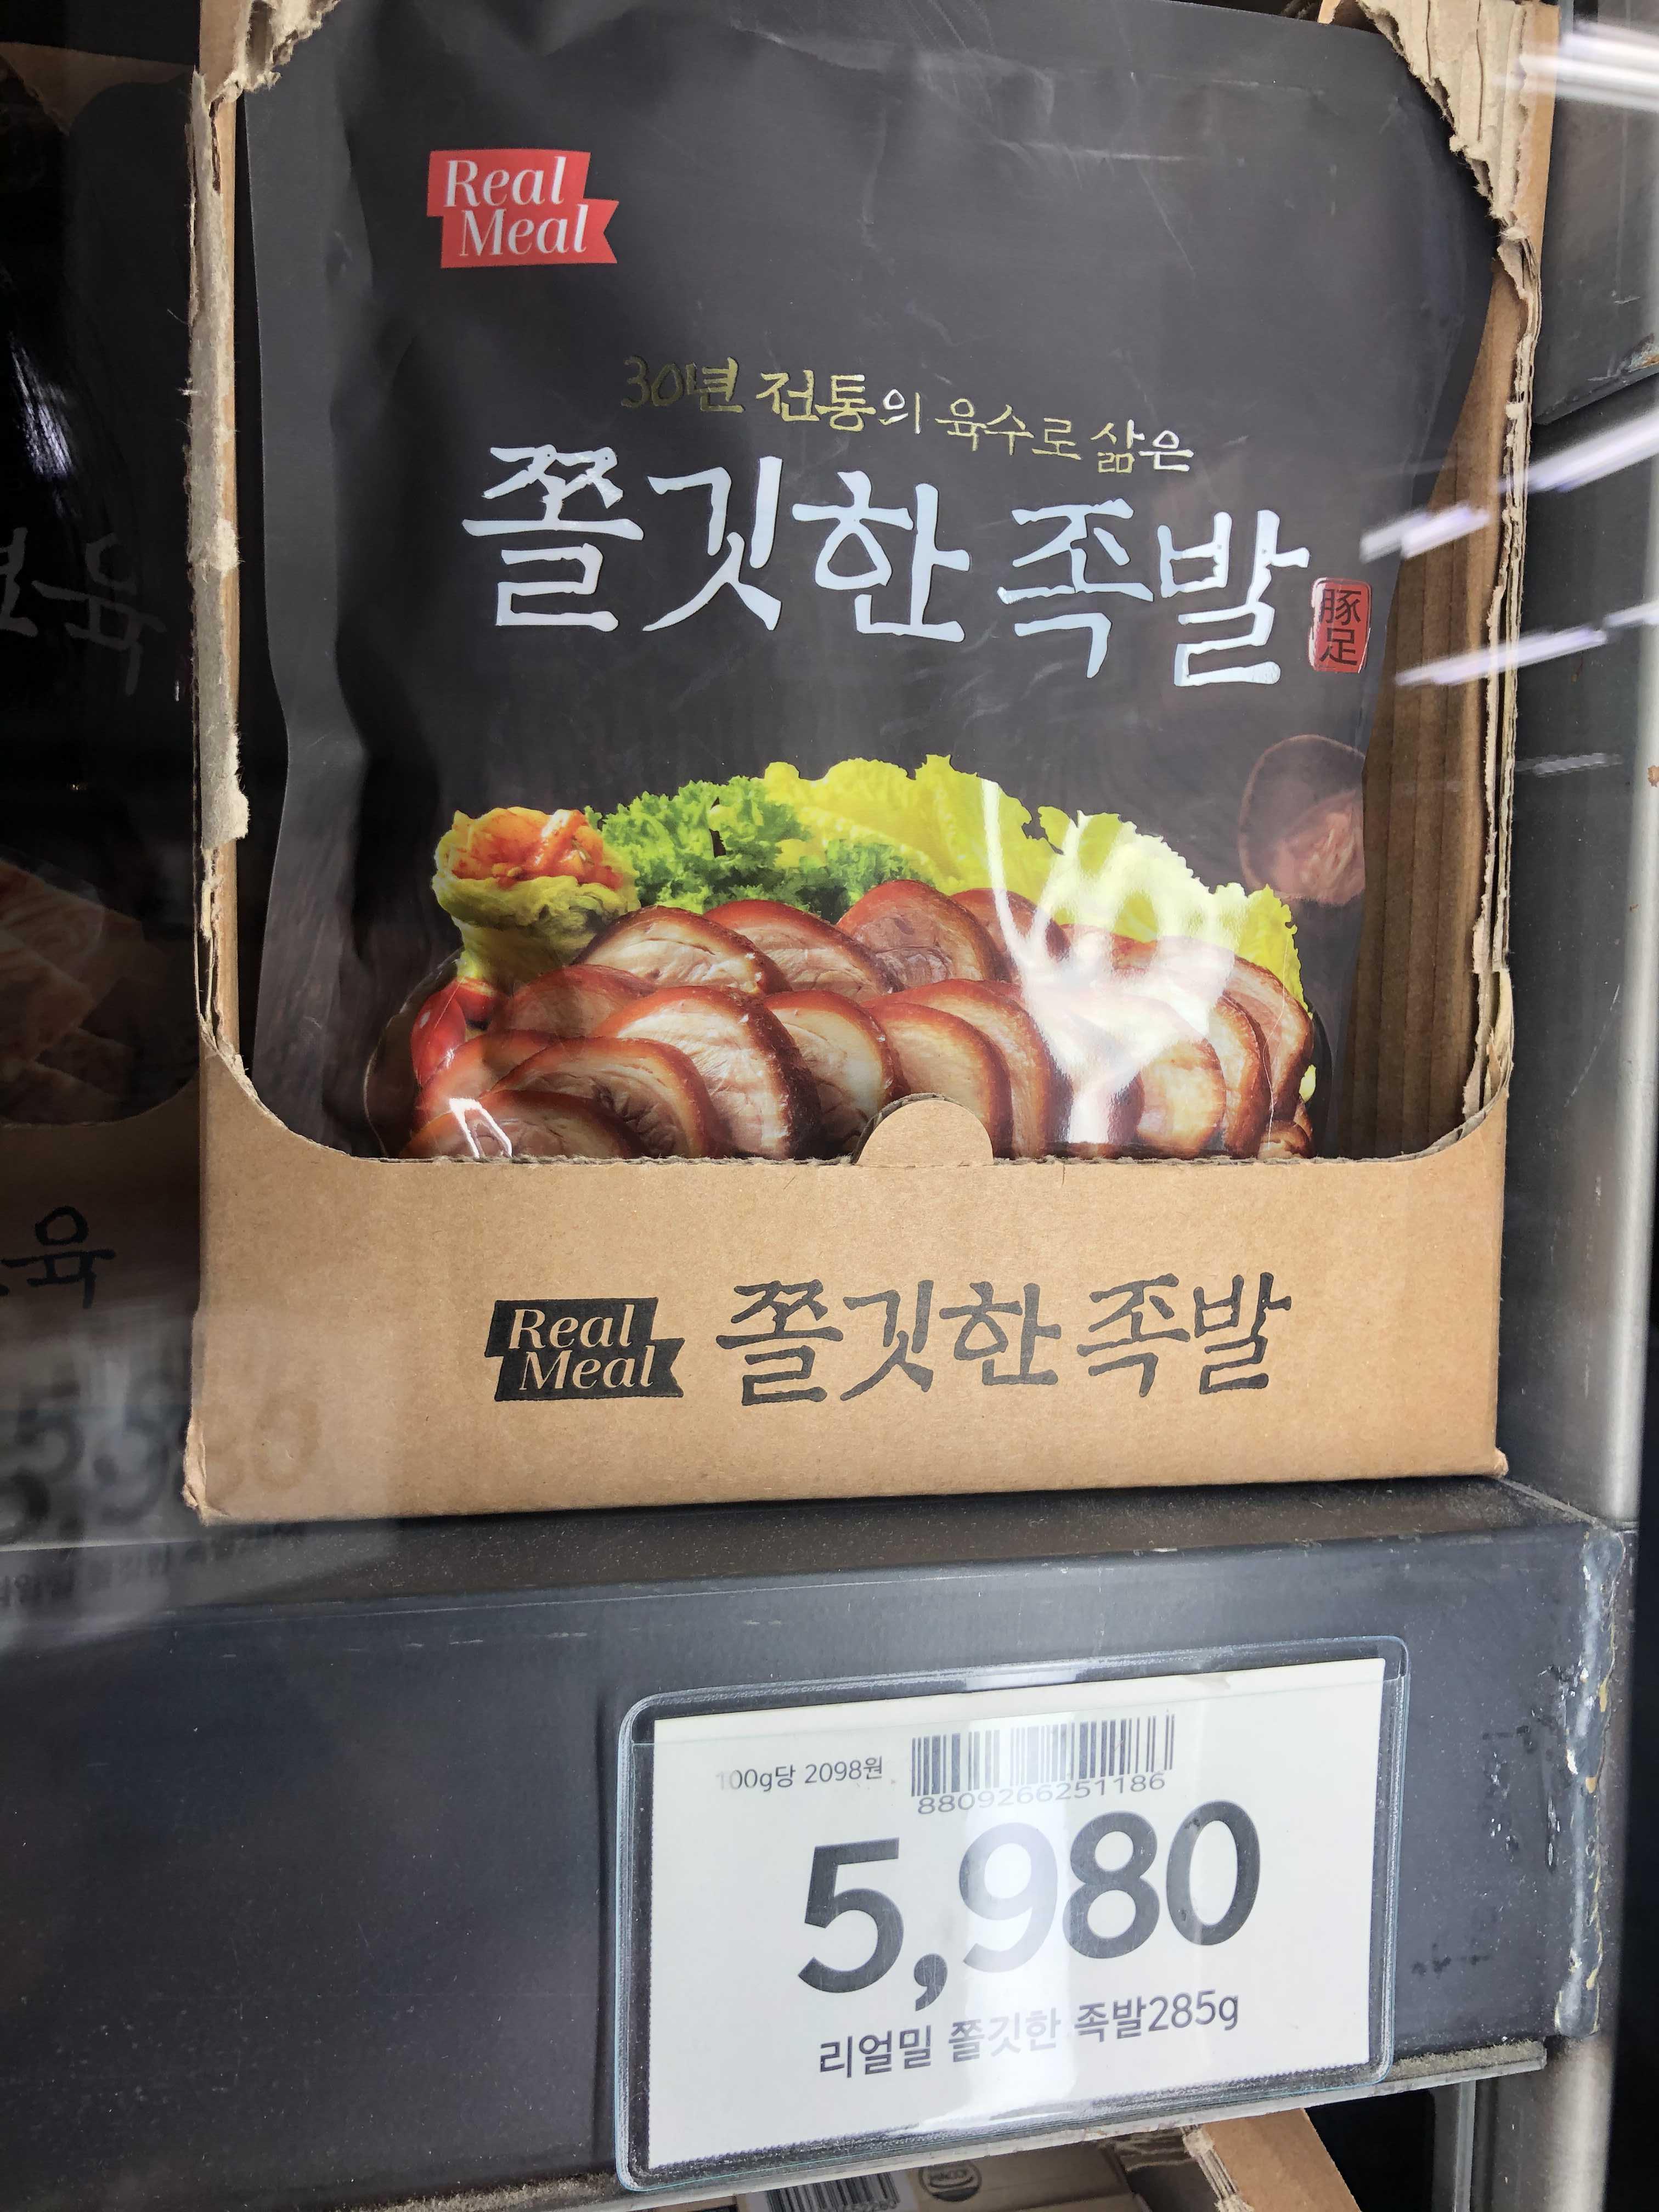 Real
Meal
30년 전통의 육수로 삶은
쫄깃한 족발
豚足
육
Real
Meal
쫄깃한 족발
육
100g당 2098원
8809266251186
5,980
리얼밀 쫄깃한 족발285g